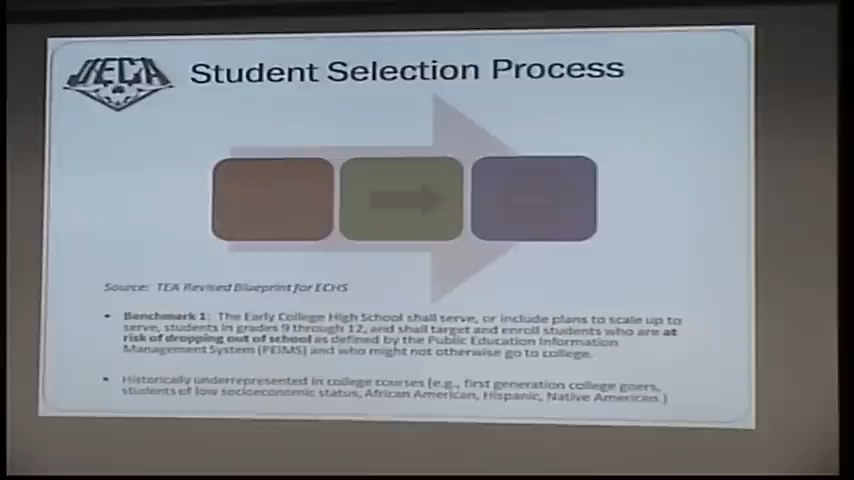 JECA
Student Selection Process
Source: TEA Revised Blueprint for ECHS
• Benchmark 1: The Early College High School shall serve, or include plans to scale up to
serve, students in grades 9 through 12, and shall target and enroll students who are at
risk of dropping out of school as defined by the Public Education Information
Management System (PEIMS) and who might not otherwise go to college.
• Historically underrepresented in college courses (e.g., first generation college goers,
students of low socioeconomic status, African American, Hispanic, Native American.)